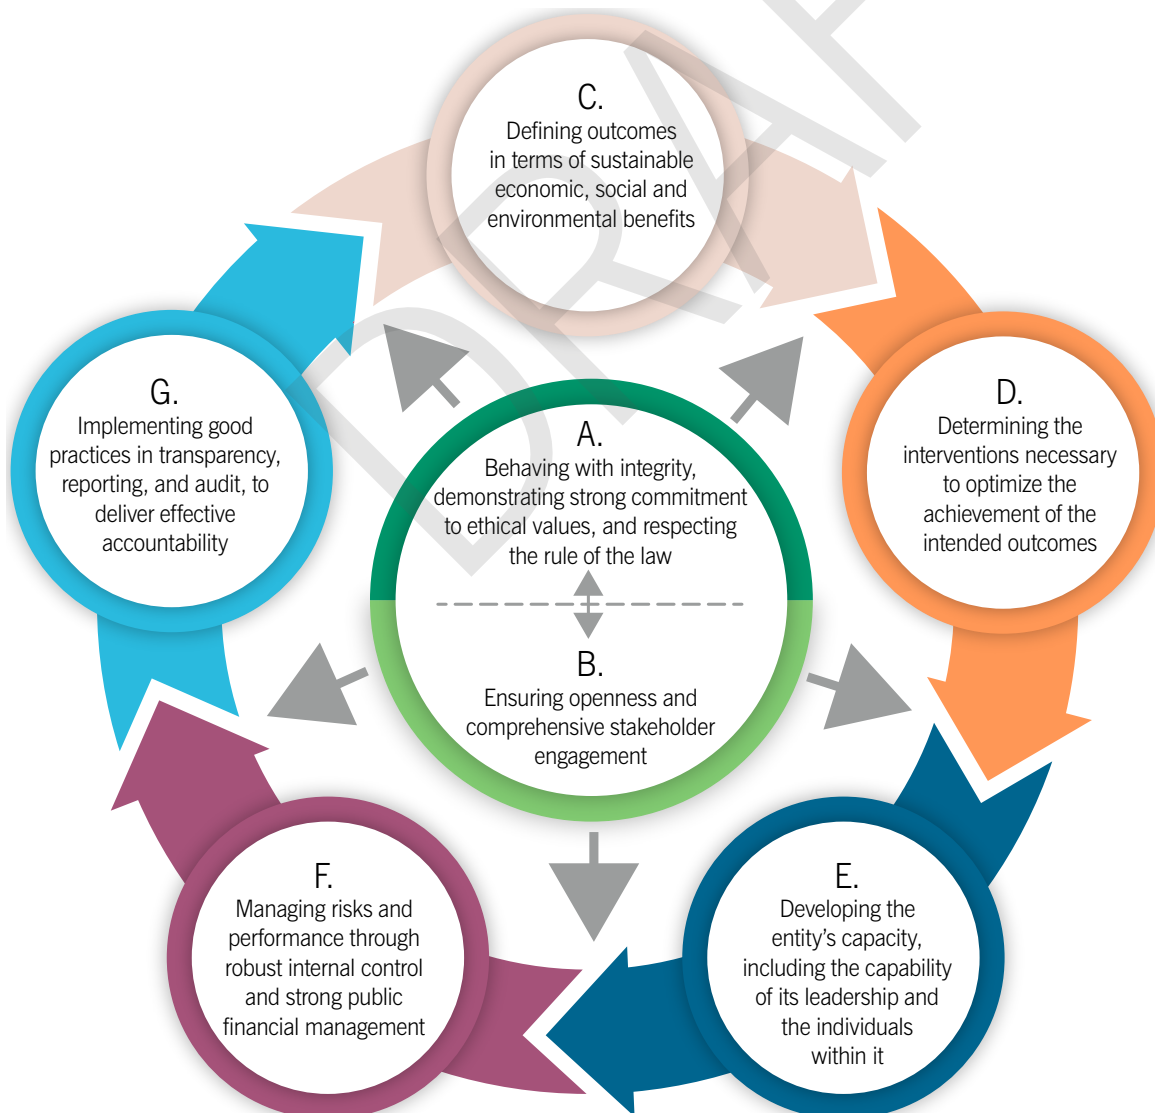 C.
Defining outcomes
in terms of sustainable
economic, social and
environmental benefits
G.
Implementing good
practices in transparency,
reporting, and audit, to
deliver effective
accountability
A.
Behaving with integrity,
demonstrating strong commitment
to ethical values, and respecting
the rule of the law
D.
Determining the
interventions necessary
to optimize the
achievement of the
intended outcomes
B.
Ensuring openness and
comprehensive stakeholder
engagement
F.
Managing risks and
performance through
robust internal control
and strong public
financial management
E.
Developing the
entity's capacity,
including the capability
of its leadership and
the individuals
within it